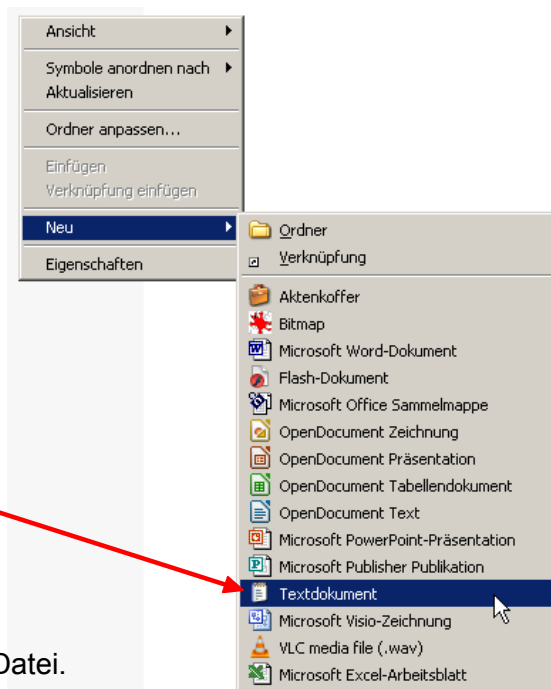 Ansicht
Symbole anordnen nach
Aktualisieren
Ordner anpassen...
Einfügen
Verknüpfung einfügen
Neu
Eigenschaften
Ordner
Verknüpfung
Aktenkoffer
Bitmap
Microsoft Word-Dokument
Flash-Dokument
Microsoft Office Sammelmappe
OpenDocument Zeichnung
OpenDocument Präsentation
OpenDocument Tabellendokument
OpenDocument Text
Microsoft PowerPoint-Präsentation
Microsoft Publisher Publikation
Textdokument
Microsoft Visio-Zeichnung
VLC media file (.wav)
Microsoft Excel-Arbeitsblatt
Datei.